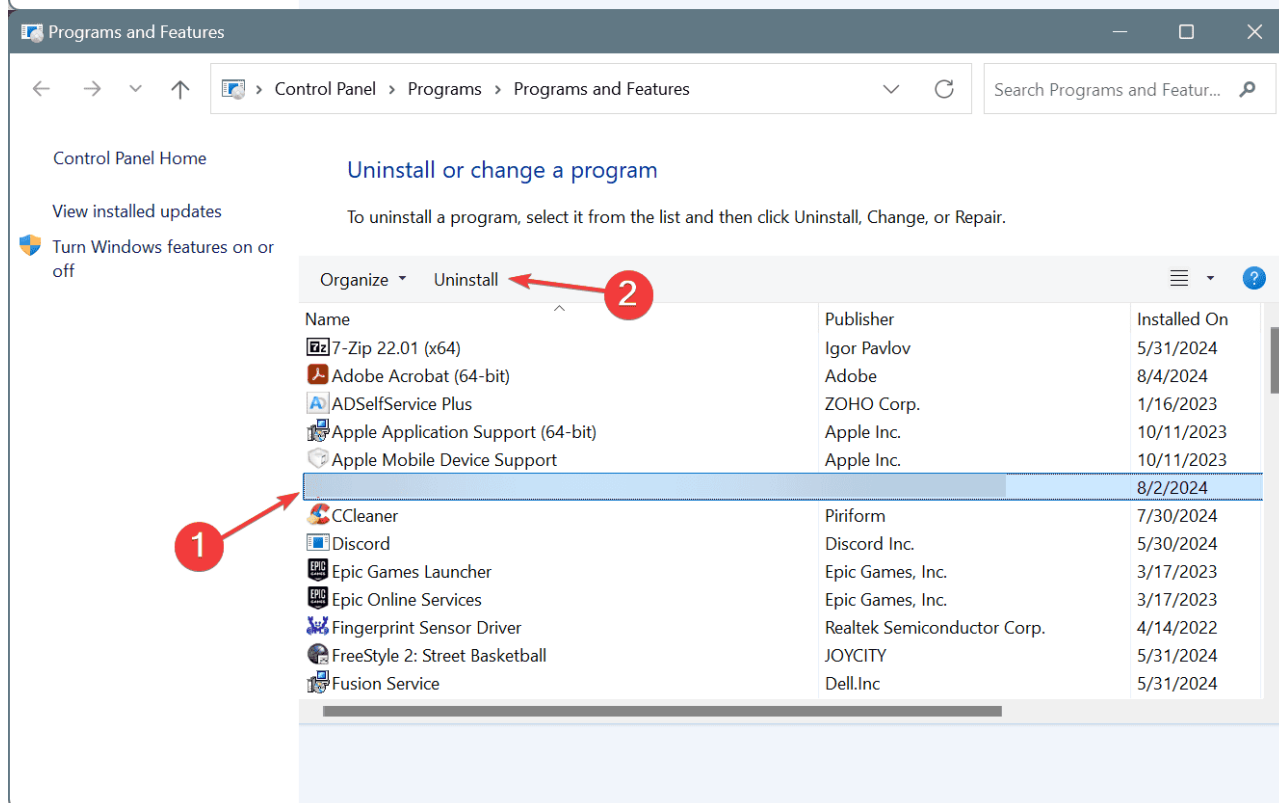 Programs and Features
Control Panel > Programs > Programs and Features
Search Programs and Featur...
Control Panel Home
View installed updates
Turn Windows features on or
off
Uninstall or change a program
To uninstall a program, select it from the list and then click Uninstall, Change, or Repair.
Organize Uninstall 2 ?
Name Publisher Installed On
7z 7-Zip 22.01 (x64) Igor Pavlov 5/31/2024
Adobe Acrobat (64-bit) Adobe 8/4/2024
ADSelfService Plus ZOHO Corp. 1/16/2023
Apple Application Support (64-bit) Apple Inc. 10/11/2023
Apple Mobile Device Support Apple Inc. 10/11/2023
8/2/2024
1
CCleaner Piriform 7/30/2024
Discord Discord Inc. 5/30/2024
EPIC GAMES Epic Games Launcher Epic Games, Inc. 3/17/2023
EPIC GAMES Epic Online Services Epic Games, Inc. 3/17/2023
Fingerprint Sensor Driver Realtek Semiconductor Corp. 4/14/2022
FreeStyle 2: Street Basketball JOYCITY 5/31/2024
Fusion Service Dell.Inc 5/31/2024